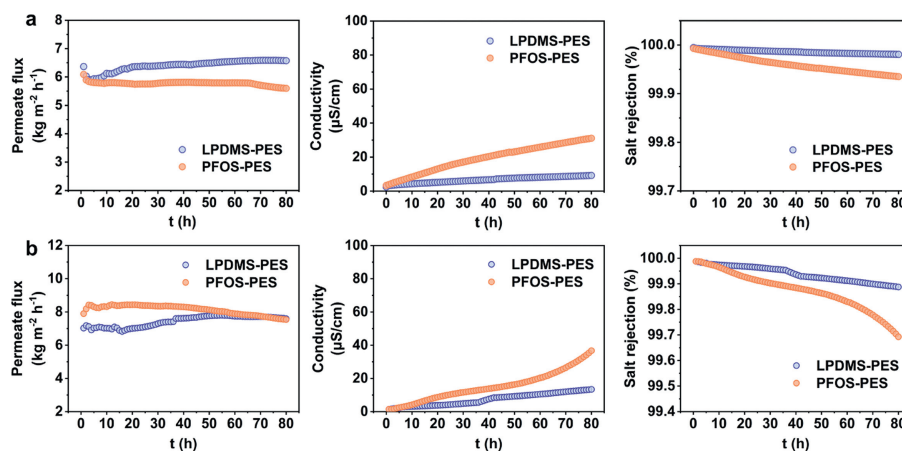 a
Permeate flux
(kg m⁻² h⁻¹)
8
7
6
5
4
3
2
LPDMS-PES
PFOS-PES
0 10 20 30 40 50 60 70 80
t (h)
Conductivity
(μS/cm)
100
80
60
40
20
0
LPDMS-PES
PFOS-PES
0 10 20 30 40 50 60 70 80
t (h)
Salt rejection (%)
100.0
99.9
99.8
99.7
LPDMS-PES
PFOS-PES
0 10 20 30 40 50 60 70 80
t (h)
b
Permeate flux
(kg m⁻² h⁻¹)
12
10
8
6
4
2
LPDMS-PES
PFOS-PES
0 10 20 30 40 50 60 70 80
t (h)
Conductivity
(μS/cm)
100
80
60
40
20
0
LPDMS-PES
PFOS-PES
0 10 20 30 40 50 60 70 80
t (h)
Salt rejection (%)
100.0
99.9
99.8
99.7
99.6
99.5
99.4
LPDMS-PES
PFOS-PES
0 10 20 30 40 50 60 70 80
t (h)